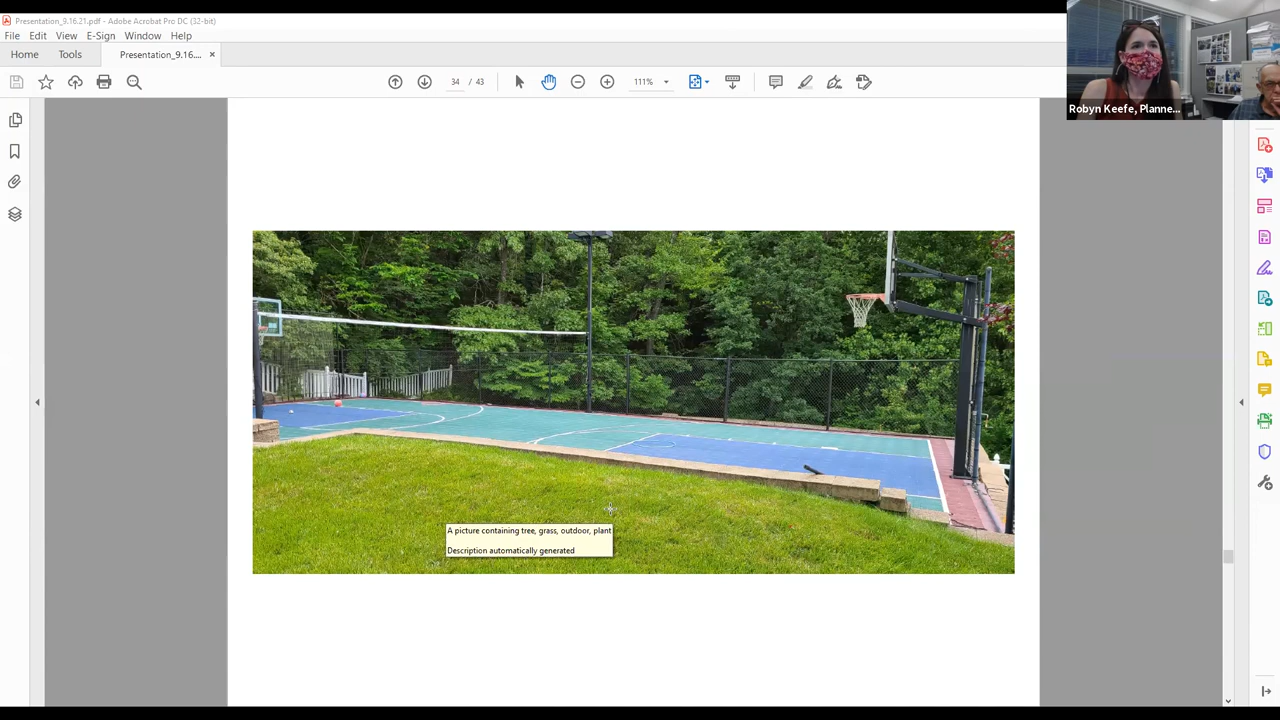 Presentation_9.16.21.pdf - Adobe Acrobat Pro DC (32-bit)
File Edit View E-Sign Window Help
Home Tools Presentation_9.16.... ×
34 / 43 111%
Robyn Keefe, Planne...
A picture containing tree, grass, outdoor, plant
Description automatically generated